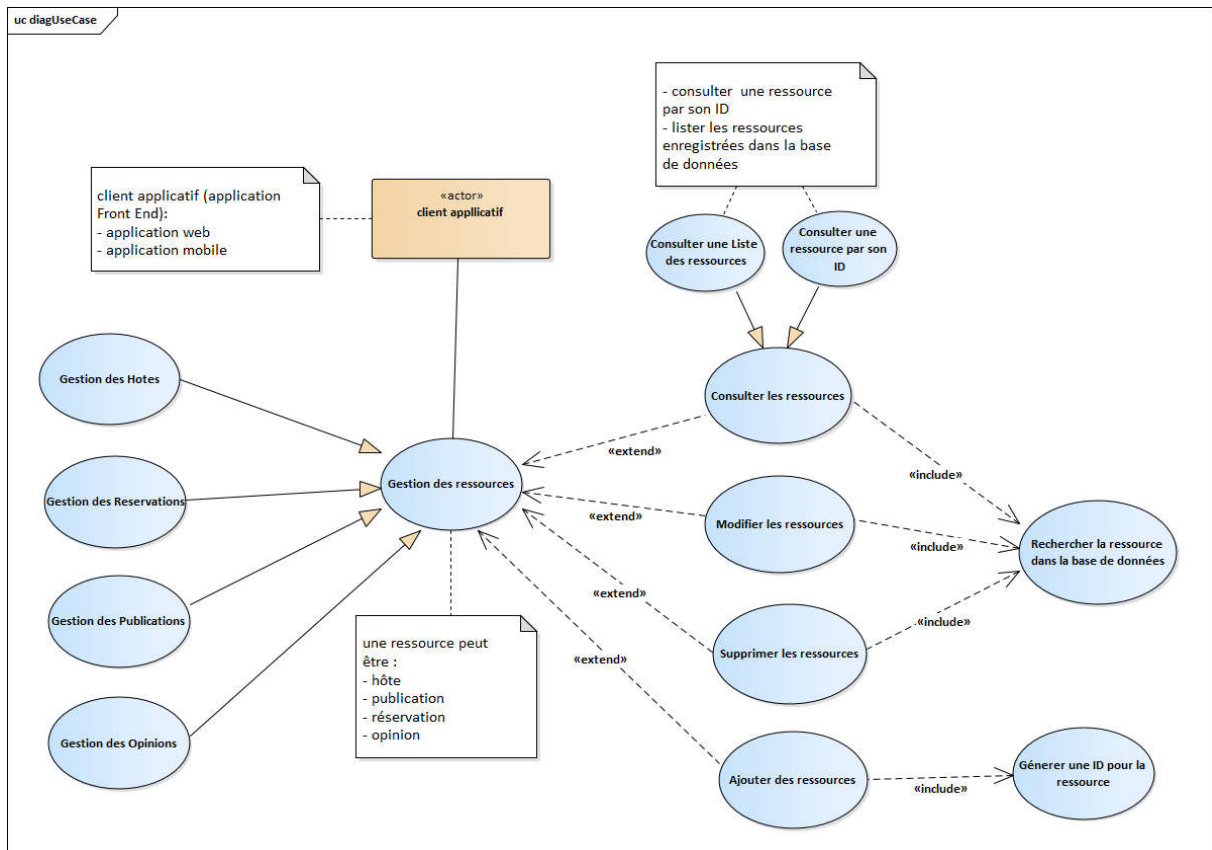 uc diagUseCase
- consulter une ressource
par son ID
- lister les ressources
enregistrées dans la base
de données
client applicatif (application
Front End):
- application web
- application mobile
«actor»
client appllicatif
Consulter une Liste
des ressources
Consulter une
ressource par son
ID
Gestion des Hotes
Consulter les ressources
«extend»
«include»
Gestion des ressources
Gestion des Reservations
«extend»
Modifier les ressources
«include»
Rechercher la ressource
dans la base de données
Gestion des Publications
«extend»
«include»
Supprimer les ressources
une ressource peut
être :
- hôte
- publication
- réservation
- opinion
«extend»
Gestion des Opinions
Ajouter des ressources
«include»
Génerer une ID pour la
ressource